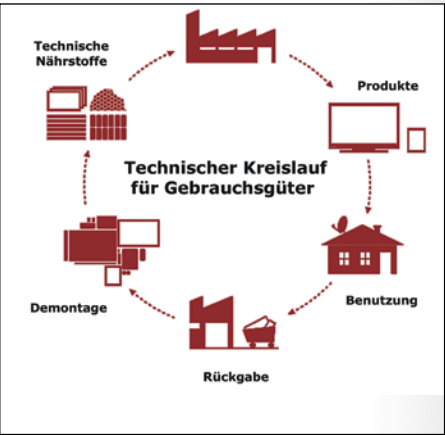 Technische
Nährstoffe
Produkte
Technischer Kreislauf
für Gebrauchsgüter
Benutzung
Demontage
Rückgabe